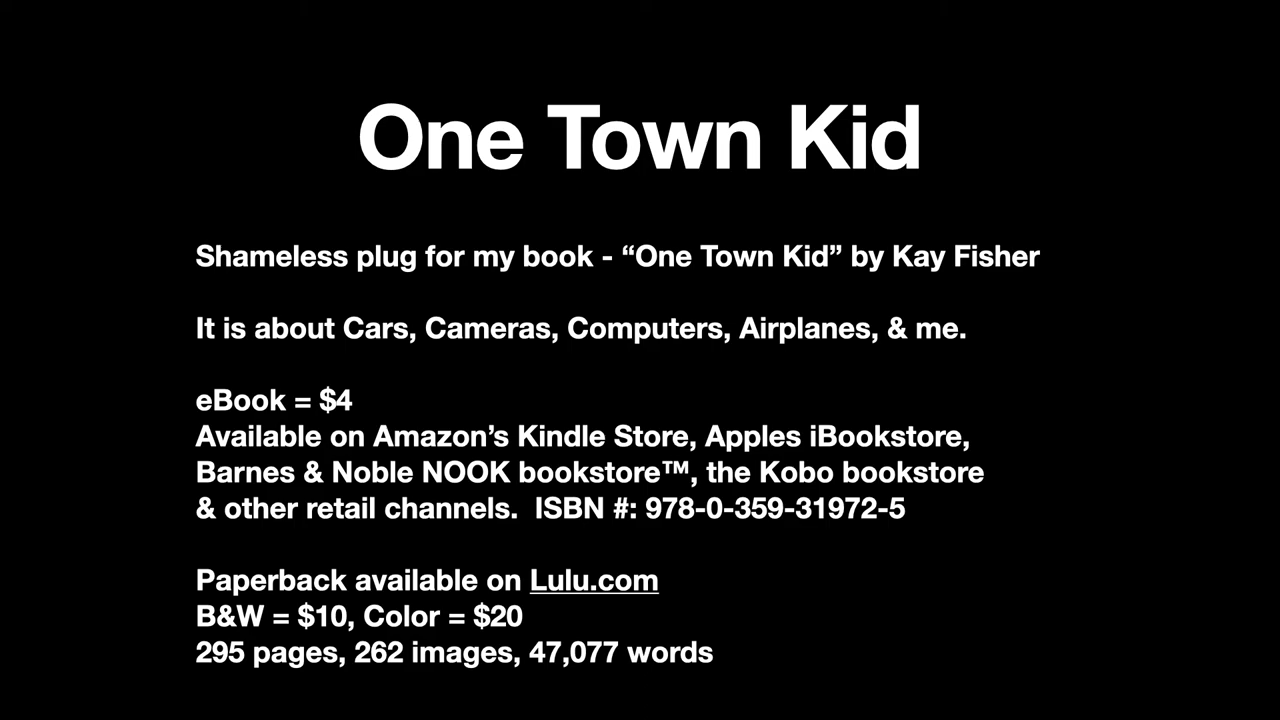 One Town Kid
Shameless plug for my book - “One Town Kid” by Kay Fisher
It is about Cars, Cameras, Computers, Airplanes, & me.
eBook = $4
Available on Amazon’s Kindle Store, Apples iBookstore,
Barnes & Noble NOOK bookstore™, the Kobo bookstore
& other retail channels.  ISBN #: 978-0-359-31972-5
Paperback available on Lulu.com
B&W = $10, Color = $20
295 pages, 262 images, 47,077 words